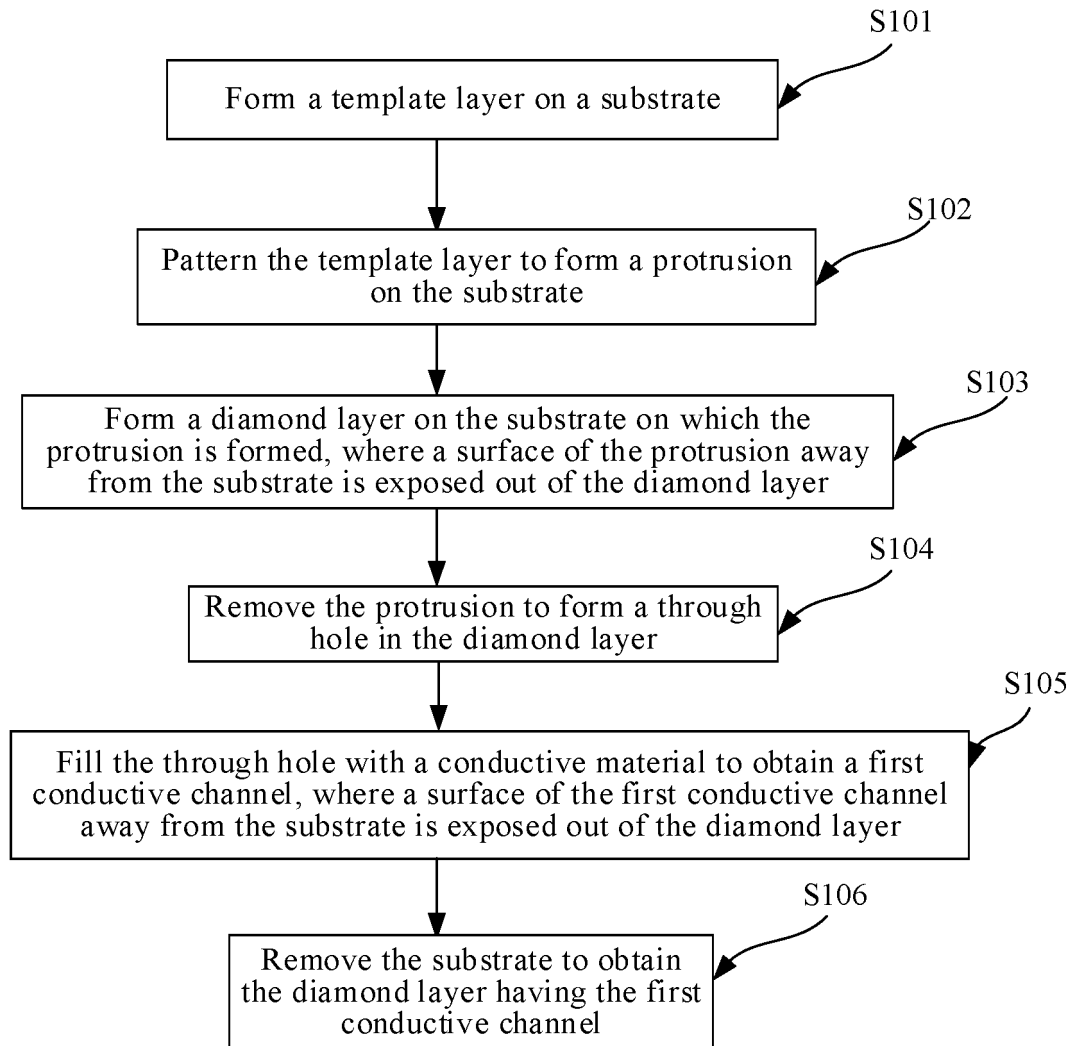 S101
Form a template layer on a substrate
S102
Pattern the template layer to form a protrusion
on the substrate
S103
Form a diamond layer on the substrate on which the
protrusion is formed, where a surface of the protrusion away
from the substrate is exposed out of the diamond layer
S104
Remove the protrusion to form a through
hole in the diamond layer
S105
Fill the through hole with a conductive material to obtain a first
conductive channel, where a surface of the first conductive channel
away from the substrate is exposed out of the diamond layer
S106
Remove the substrate to obtain
the diamond layer having the first
conductive channel